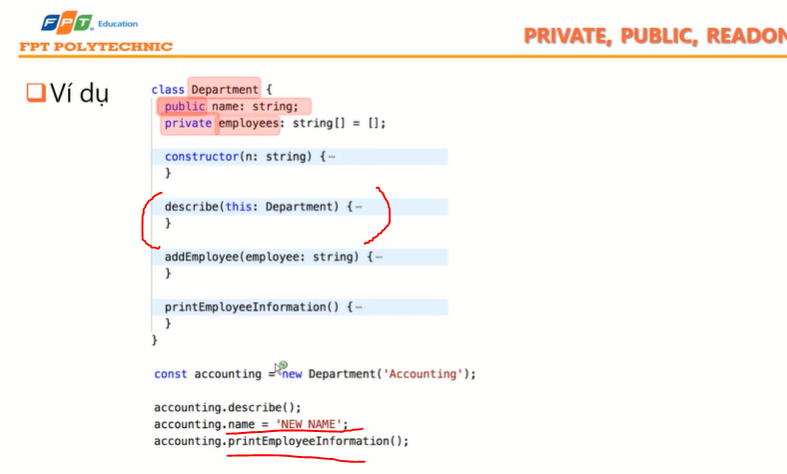 FPT Education
FPT POLYTECHNIC
PRIVATE, PUBLIC, READON
Ví dụ
class Department {
public name: string;
private employees: string[] = [];
constructor(n: string) {
}
describe(this: Department) {
}
addEmployee(employee: string) {
}
printEmployeeInformation() {
}
}
const accounting = new Department('Accounting');
accounting.describe();
accounting.name = 'NEW NAME';
accounting.printEmployeeInformation();